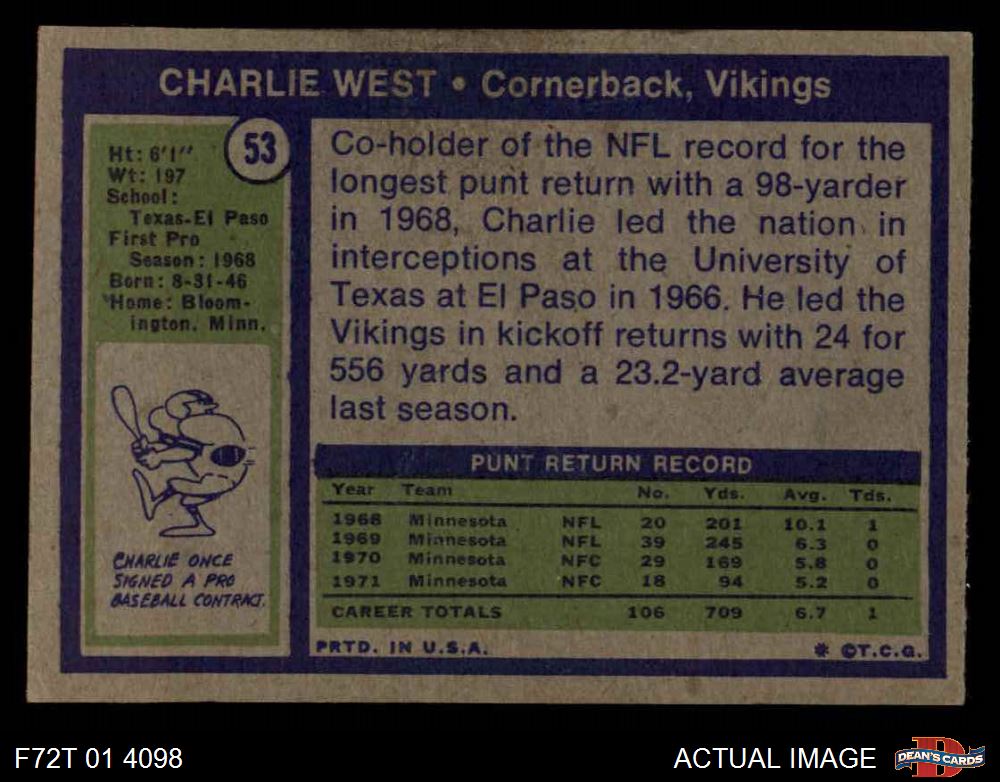 CHARLIE WEST • Cornerback, Vikings
53
Ht: 6'1"
Wt: 197
School:
Texas-El Paso
First Pro
Season: 1968
Born: 8-31-46
Home: Bloom-
ington, Minn.
CHARLIE ONCE
SIGNED A PRO
BASEBALL CONTRACT.
Co-holder of the NFL record for the
longest punt return with a 98-yarder
in 1968, Charlie led the nation in
interceptions at the University of
Texas at El Paso in 1966. He led the
Vikings in kickoff returns with 24 for
556 yards and a 23.2-yard average
last season.
PUNT RETURN RECORD
Year Team No. Yds. Avg. Tds.
1968 Minnesota NFL 20 201 10.1 1
1969 Minnesota NFL 39 245 6.3 0
1970 Minnesota NFC 29 169 5.8 0
1971 Minnesota NFC 18 94 5.2 0
CAREER TOTALS 106 709 6.7 1
PRTD. IN U.S.A. * ©T.C.G.
F72T 01 4098
ACTUAL IMAGE
D
DEAN'S CARDS